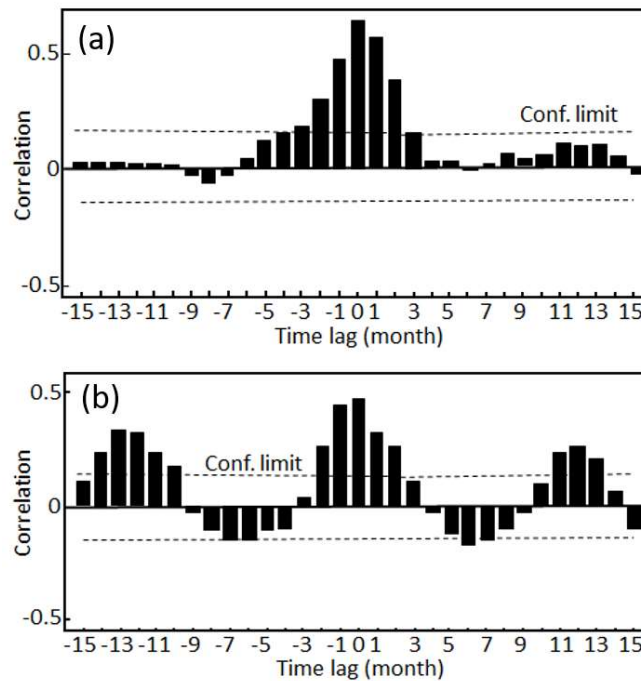 (a)
0.5
Conf. limit
0
-0.5
Correlation
-15 -13 -11 -9 -7 -5 -3 -1 0 1 3 7 9 11 13 15
Time lag (month)
(b)
0.5
Conf. limit
0
-0.5
Correlation
-15 -13 -11 -9 -7 -5 -3 -1 0 1 3 5 7 9 11 13 15
Time lag (month)